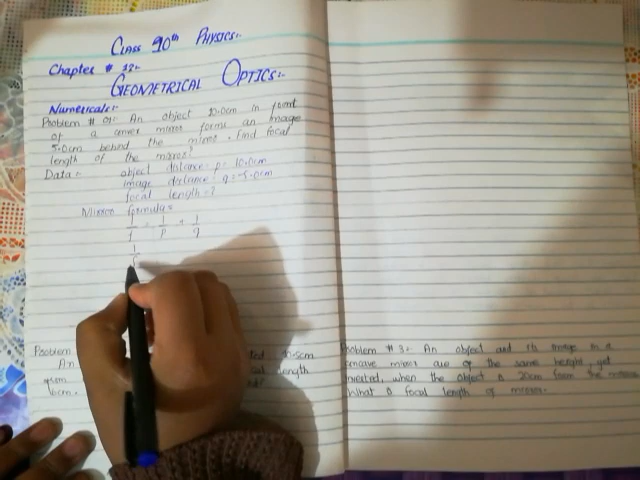 CLASS 10th PHYSICS:-
Chapter # 12:-
GEOMETRICAL OPTICS:-
Numericals:-
Problem # 01:- An object 10.0cm in front
of a convex mirror forms an image
5.0cm behind the mirror. Find focal
length of the mirror?
Data:- object distance = p = 10.0cm
image distance = q = -5.0cm
focal length = ?
Mirror formula =
1/f = 1/p + 1/q
1/f
Problem
An
length
6cm.
Problem # 3:- An object and its image in a
concave mirror are of the same height, yet
inverted, when the object is 20cm from the mirror.
What is focal length of mirror.